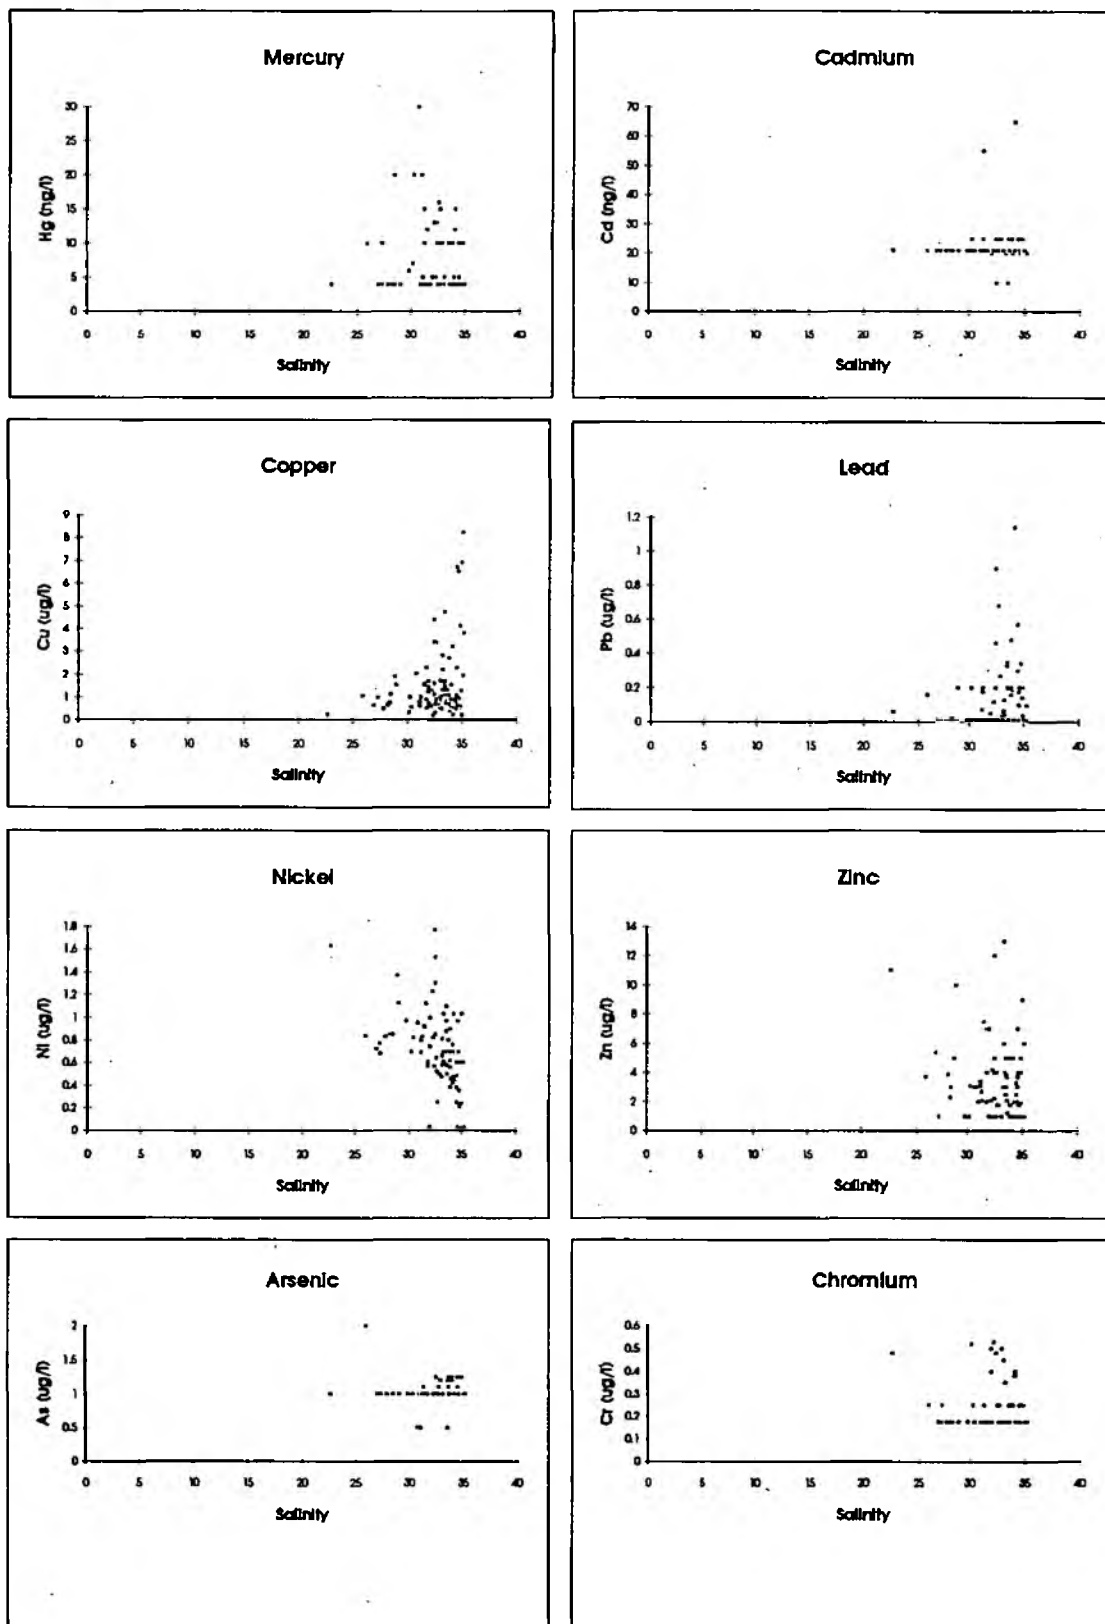 Mercury
Hg (ng/l)
30
25
20
15
10
5
0
0 5 10 15 20 25 30 35 40
Salinity
Cadmium
Cd (ng/l)
70
60
50
40
30
20
10
0
0 5 10 15 20 25 30 35 40
Salinity
Copper
Cu (ug/l)
9
8
7
6
5
4
3
2
1
0
0 5 10 15 20 25 30 35 40
Salinity
Lead
Pb (ug/l)
1.2
1
0.8
0.6
0.4
0.2
0
0 5 10 15 20 25 30 35 40
Salinity
Nickel
Ni (ug/l)
1.8
1.6
1.4
1.2
1
0.8
0.6
0.4
0.2
0
0 5 10 15 20 25 30 35 40
Salinity
Zinc
Zn (ug/l)
14
12
10
8
6
4
2
0
0 5 10 15 20 25 30 35 40
Salinity
Arsenic
As (ug/l)
2
1.5
1
0.5
0
0 5 10 15 20 25 30 35 40
Salinity
Chromium
Cr (ug/l)
0.6
0.5
0.4
0.3
0.2
0.1
0
0 5 10 15 20 25 30 35 40
Salinity